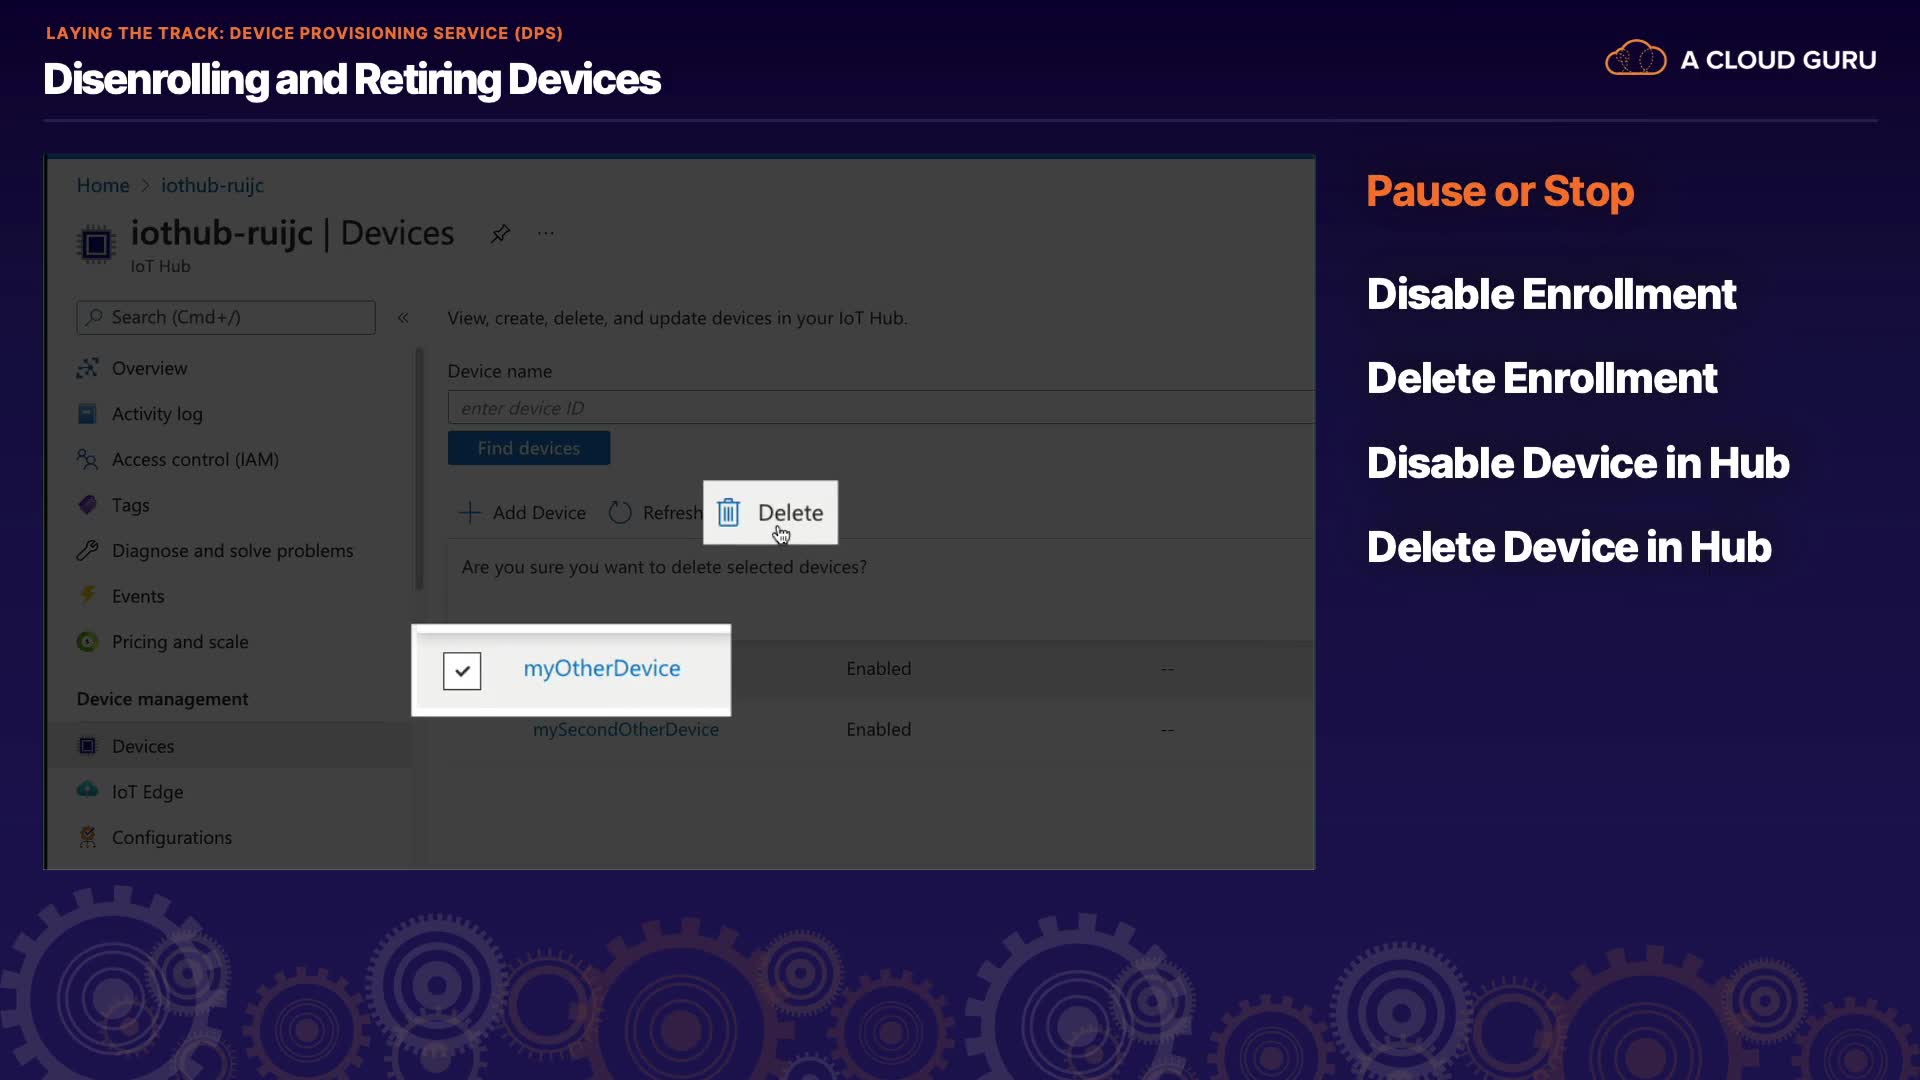 LAYING THE TRACK: DEVICE PROVISIONING SERVICE (DPS)
Disenrolling and Retiring Devices
A CLOUD GURU
Home > iothub-ruijc
iothub-ruijc | Devices
IoT Hub
Search (Cmd+/)
«
Overview
Activity log
Access control (IAM)
Tags
Diagnose and solve problems
Events
Pricing and scale
Device management
Devices
IoT Edge
Configurations
View, create, delete, and update devices in your IoT Hub.
Device name
enter device ID
Find devices
Add Device
Refresh
Delete
Are you sure you want to delete selected devices?
myOtherDevice Enabled --
mySecondOtherDevice Enabled --
Pause or Stop
Disable Enrollment
Delete Enrollment
Disable Device in Hub
Delete Device in Hub